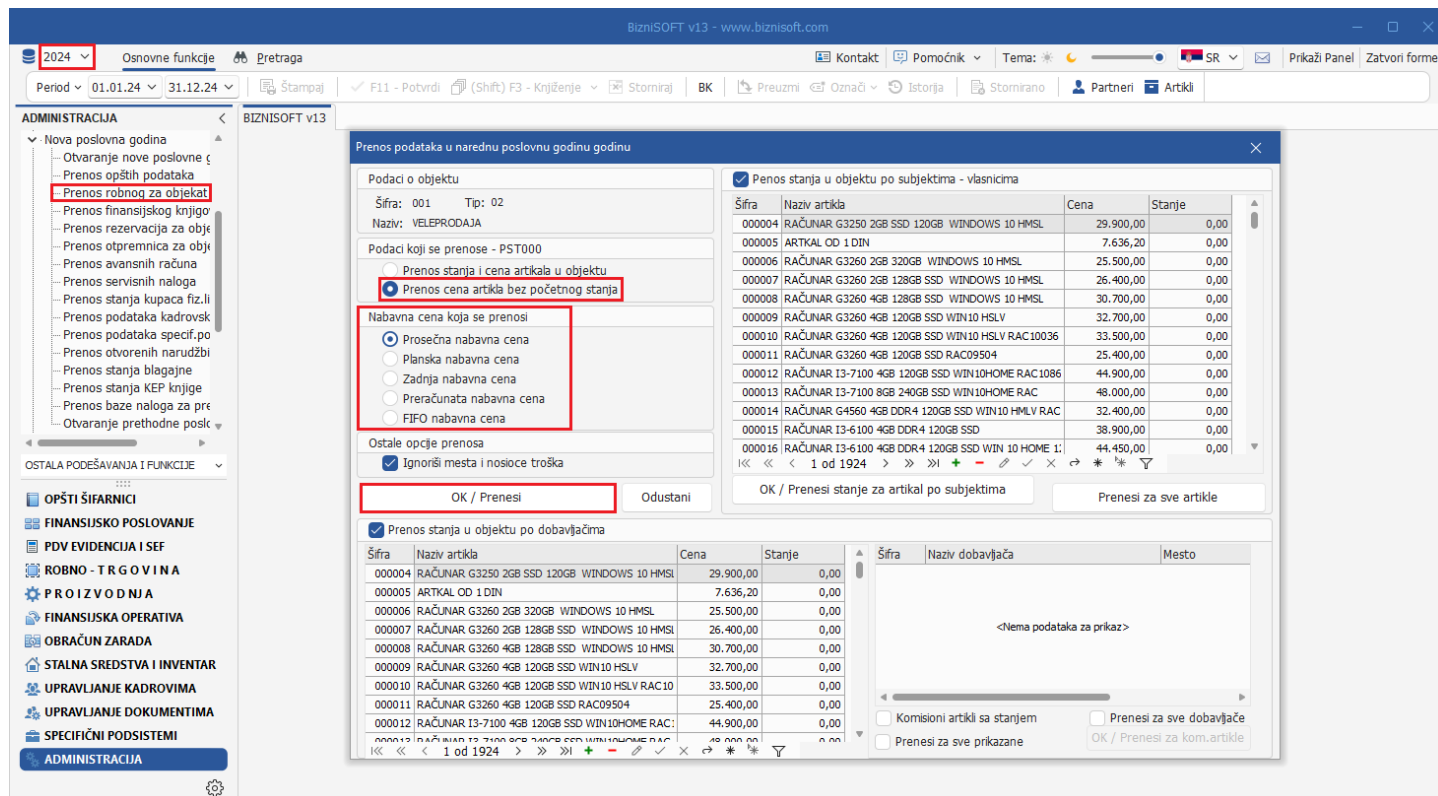 BizniSOFT v13 - www.biznisoft.com
2024
Osnovne funkcije
Pretraga
Kontakt
Pomoćnik
Tema:
SR
Prikaži Panel
Zatvori forme
Period
01.01.24
31.12.24
Štampaj
F11 - Potvrdi
(Shift) F3 - Knjiženje
Storniraj
BK
Preuzmi
Označi
Istorija
Stornirano
Partneri
Artikli
ADMINISTRACIJA
BIZNISOFT v13
Nova poslovna godina
Otvaranje nove poslovne g
Prenos opštih podataka
Prenos robnog za objekat
Prenos finansijskog knjigo
Prenos rezervacija za obje
Prenos otpremnica za obje
Prenos avansnih računa
Prenos servisnih naloga
Prenos stanja kupaca fiz.li
Prenos podataka kadrovsk
Prenos podataka specif.po
Prenos otvorenih narudžbi
Prenos stanja blagajne
Prenos stanja KEP knjige
Prenos baze naloga za pre
Otvaranje prethodne poslo
OSTALA PODEŠAVANJA I FUNKCIJE
OPŠTI ŠIFARNICI
FINANSIJSKO POSLOVANJE
PDV EVIDENCIJA I SEF
ROBNO - T R G O V I N A
P R O I Z V O D NJ A
FINANSIJSKA OPERATIVA
OBRAČUN ZARADA
STALNA SREDSTVA I INVENTAR
UPRAVLJANJE KADROVIMA
UPRAVLJANJE DOKUMENTIMA
SPECIFIČNI PODSISTEMI
ADMINISTRACIJA
Prenos podataka u narednu poslovnu godinu godinu
Podaci o objektu
Šifra: 001 Tip: 02
Naziv: VELEPRODAJA
Podaci koji se prenose - PST000
Prenos stanja i cena artikala u objektu
Prenos cena artikla bez početnog stanja
Nabavna cena koja se prenosi
Prosečna nabavna cena
Planska nabavna cena
Zadnja nabavna cena
Preračunata nabavna cena
FIFO nabavna cena
Ostale opcije prenosa
Ignoriši mesta i nosioce troška
OK / Prenesi
Odustani
Penos stanja u objektu po subjektima - vlasnicima
Šifra Naziv artikla Cena Stanje
000004 RAČUNAR G3250 2GB SSD 120GB WINDOWS 10 HMSL 29.900,00 0,00
000005 ARTKAL OD 1 DIN 7.636,20 0,00
000006 RAČUNAR G3260 2GB 320GB WINDOWS 10 HMSL 25.500,00 0,00
000007 RAČUNAR G3260 2GB 128GB SSD WINDOWS 10 HMSL 26.400,00 0,00
000008 RAČUNAR G3260 4GB 128GB SSD WINDOWS 10 HMSL 30.700,00 0,00
000009 RAČUNAR G3260 4GB 120GB SSD WIN10 HSLV 32.700,00 0,00
000010 RAČUNAR G3260 4GB 120GB SSD WIN10 HSLV RAC10036 33.500,00 0,00
000011 RAČUNAR G3260 4GB 120GB SSD RAC09504 25.400,00 0,00
000012 RAČUNAR I3-7100 4GB 120GB SSD WIN10HOME RAC1086 44.900,00 0,00
000013 RAČUNAR I3-7100 8GB 240GB SSD WIN10HOME RAC 48.000,00 0,00
000014 RAČUNAR G4560 4GB DDR4 120GB SSD WIN10 HMLV RAC 32.400,00 0,00
000015 RAČUNAR I3-6100 4GB DDR4 120GB SSD 38.900,00 0,00
000016 RAČUNAR I3-6100 4GB DDR4 120GB SSD WIN 10 HOME 1 44.450,00 0,00
1 od 1924
OK / Prenesi stanje za artikal po subjektima
Prenesi za sve artikle
Prenos stanja u objektu po dobavljačima
Šifra Naziv artikla Cena Stanje
000004 RAČUNAR G3250 2GB SSD 120GB WINDOWS 10 HMSL 29.900,00 0,00
000005 ARTKAL OD 1 DIN 7.636,20 0,00
000006 RAČUNAR G3260 2GB 320GB WINDOWS 10 HMSL 25.500,00 0,00
000007 RAČUNAR G3260 2GB 128GB SSD WINDOWS 10 HMSL 26.400,00 0,00
000008 RAČUNAR G3260 4GB 128GB SSD WINDOWS 10 HMSL 30.700,00 0,00
000009 RAČUNAR G3260 4GB 120GB SSD WIN10 HSLV 32.700,00 0,00
000010 RAČUNAR G3260 4GB 120GB SSD WIN10 HSLV RAC10 33.500,00 0,00
000011 RAČUNAR G3260 4GB 120GB SSD RAC09504 25.400,00 0,00
000012 RAČUNAR I3-7100 4GB 120GB SSD WIN10HOME RAC: 44.900,00 0,00
000013 RAČUNAR I3-7100 8GB 240GB SSD WIN10HOME RAC 48.000,00 0,00
1 od 1924
Šifra Naziv dobavljača Mesto
<Nema podataka za prikaz>
Komisioni artikli sa stanjem
Prenesi za sve dobavljače
Prenesi za sve prikazane
OK / Prenesi za kom.artikle